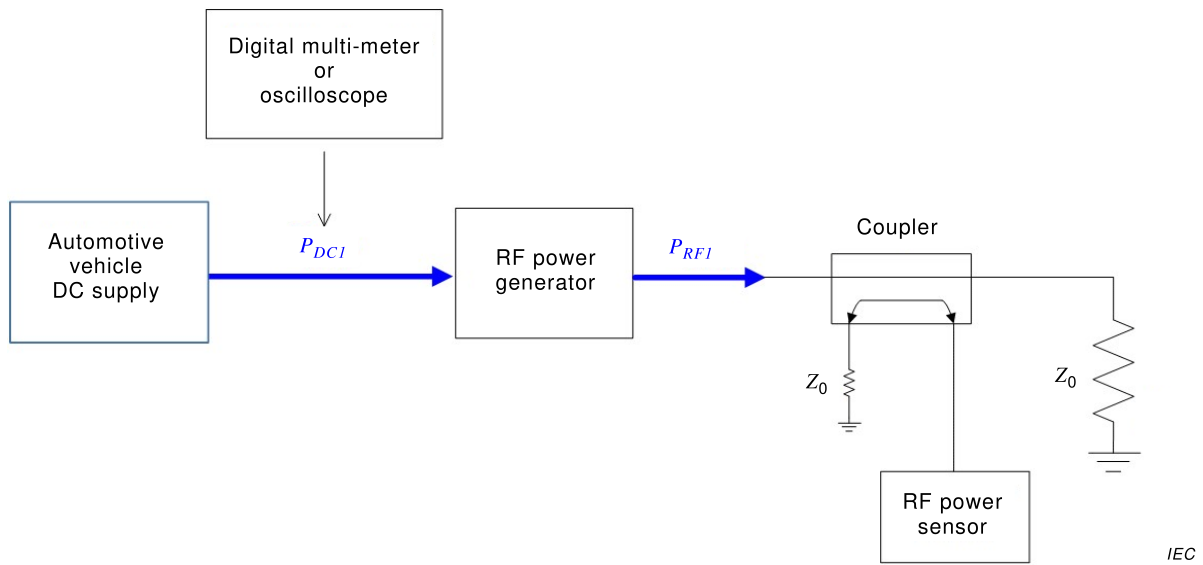 Digital multi-meter
or
oscilloscope
Automotive
vehicle
DC supply
P_DC1
RF power
generator
P_RF1
Coupler
Z_0
Z_0
RF power
sensor
IEC